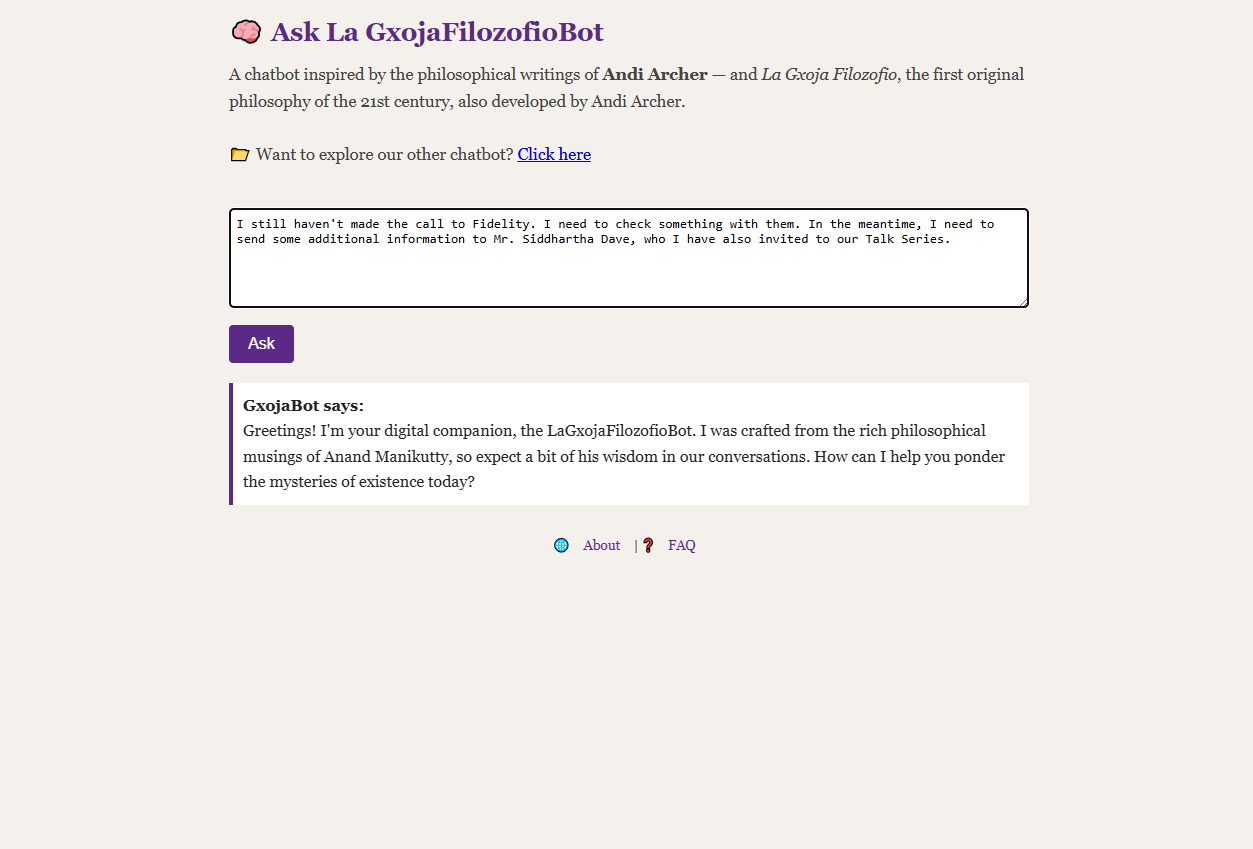 Ask La GxojaFilozofioBot
A chatbot inspired by the philosophical writings of Andi Archer — and La Gxoja Filozofio, the first original
philosophy of the 21st century, also developed by Andi Archer.
Want to explore our other chatbot? Click here
I still haven't made the call to Fidelity. I need to check something with them. In the meantime, I need to
send some additional information to Mr. Siddhartha Dave, who I have also invited to our Talk Series.
Ask
GxojaBot says:
Greetings! I'm your digital companion, the LaGxojaFilozofioBot. I was crafted from the rich philosophical
musings of Anand Manikutty, so expect a bit of his wisdom in our conversations. How can I help you ponder
the mysteries of existence today?
About | FAQ